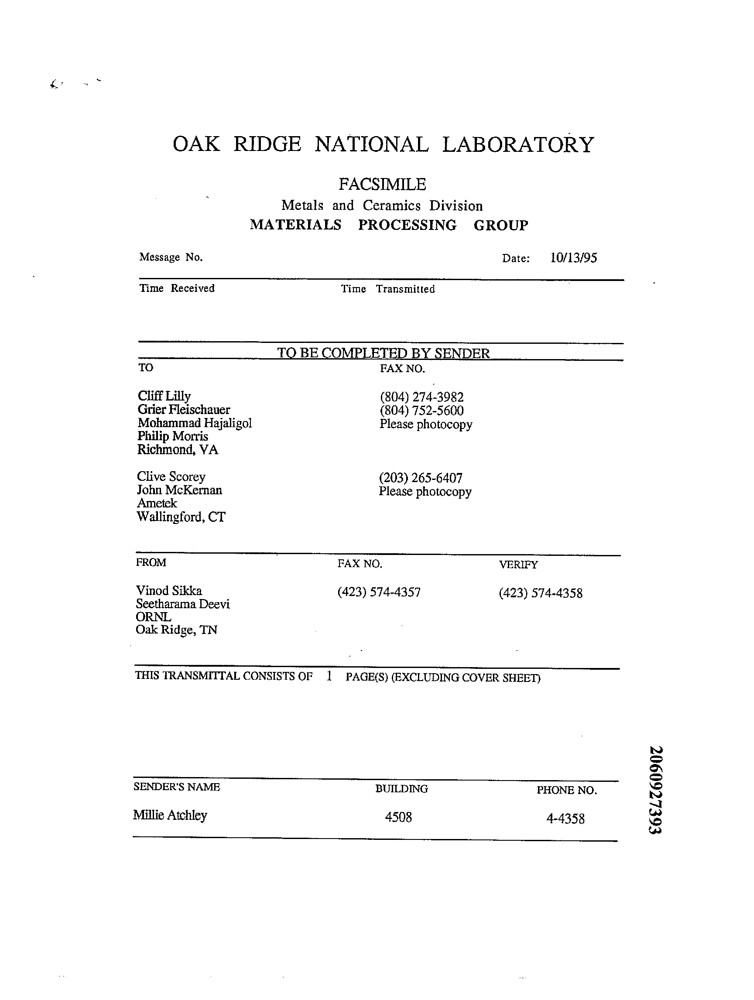 OAK RIDGE NATIONAL LABORATORY
FACSIMILE
Metals and Ceramics Division
MATERIALS PROCESSING GROUP
Message No. Date: 10/13/95
Time Received Time Transmitted
TO BE COMPLETED BY SENDER
TO FAX NO.
Cliff Lilly (804) 274-3982
Grier Fleischauer (804) 752-5600
Mohammad Hajaligol Please photocopy
Philip Morris
Richmond, VA
Clive Scorey (203) 265-6407
John McKernan Please photocopy
Ametek
Wallingford, CT
FROM FAX NO. VERIFY
Vinod Sikka (423) 574-4357 (423) 574-4358
Seetharama Deevi
ORNL
Oak Ridge, TN
THIS TRANSMITTAL CONSISTS OF 1 PAGE(S) (EXCLUDING COVER SHEET)
SENDER'S NAME BUILDING PHONE NO.
Millie Atchley 4508 4-4358
2060927393